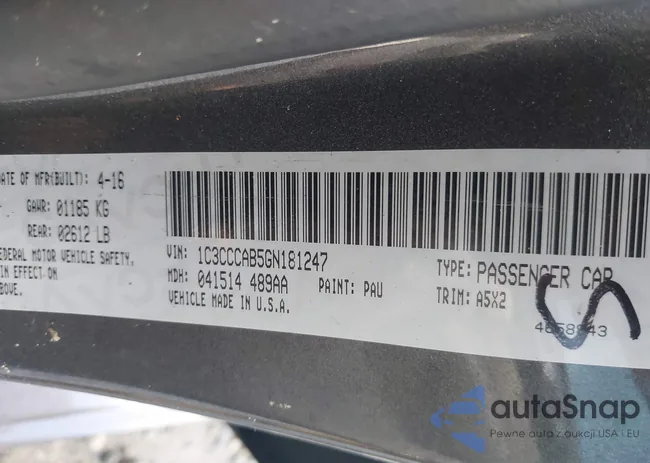 ATE OF MFR(BUILT): 4-16
GAWR: 01185 KG
REAR: 02612 LB
EDERAL MOTOR VEHICLE SAFETY,
IN EFFECT ON
ABOVE.
VIN: 1C3CCCAB5GN181247
MDH: 041514 489AA PAINT: PAU
VEHICLE MADE IN U.S.A.
TYPE: PASSENGER CAR
TRIM: A5X2
S
autaSnap
Pewne auta z aukcji USA i EU